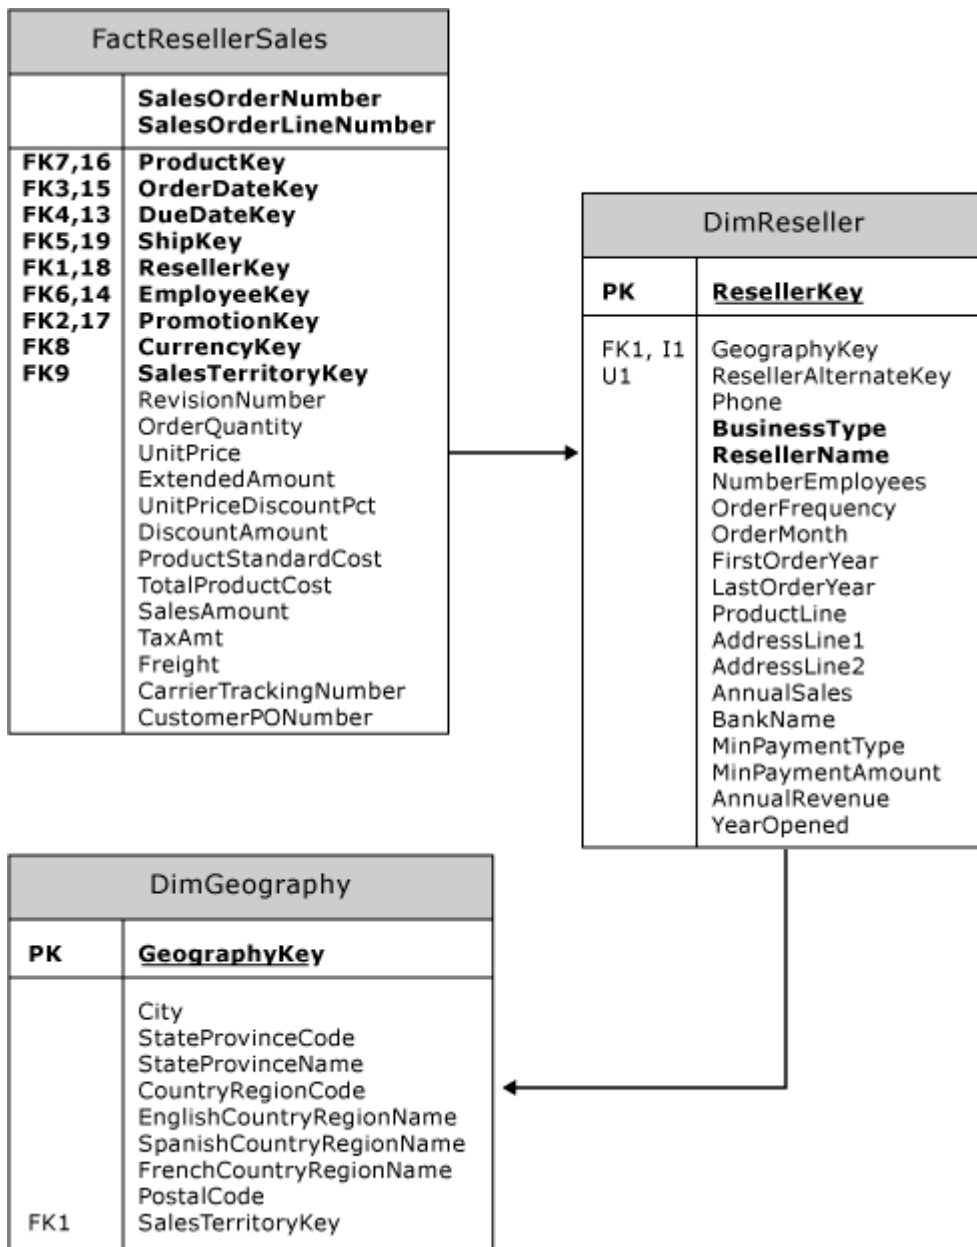 FactResellerSales
SalesOrderNumber
SalesOrderLineNumber
FK7,16 ProductKey
FK3,15 OrderDateKey
FK4,13 DueDateKey
FK5,19 ShipKey
FK1,18 ResellerKey
FK6,14 EmployeeKey
FK2,17 PromotionKey
FK8 CurrencyKey
FK9 SalesTerritoryKey
RevisionNumber
OrderQuantity
UnitPrice
ExtendedAmount
UnitPriceDiscountPct
DiscountAmount
ProductStandardCost
TotalProductCost
SalesAmount
TaxAmt
Freight
CarrierTrackingNumber
CustomerPONumber
DimReseller
PK ResellerKey
FK1, I1 GeographyKey
U1 ResellerAlternateKey
Phone
BusinessType
ResellerName
NumberEmployees
OrderFrequency
OrderMonth
FirstOrderYear
LastOrderYear
ProductLine
AddressLine1
AddressLine2
AnnualSales
BankName
MinPaymentType
MinPaymentAmount
AnnualRevenue
YearOpened
DimGeography
PK GeographyKey
City
StateProvinceCode
StateProvinceName
CountryRegionCode
EnglishCountryRegionName
SpanishCountryRegionName
FrenchCountryRegionName
PostalCode
FK1 SalesTerritoryKey